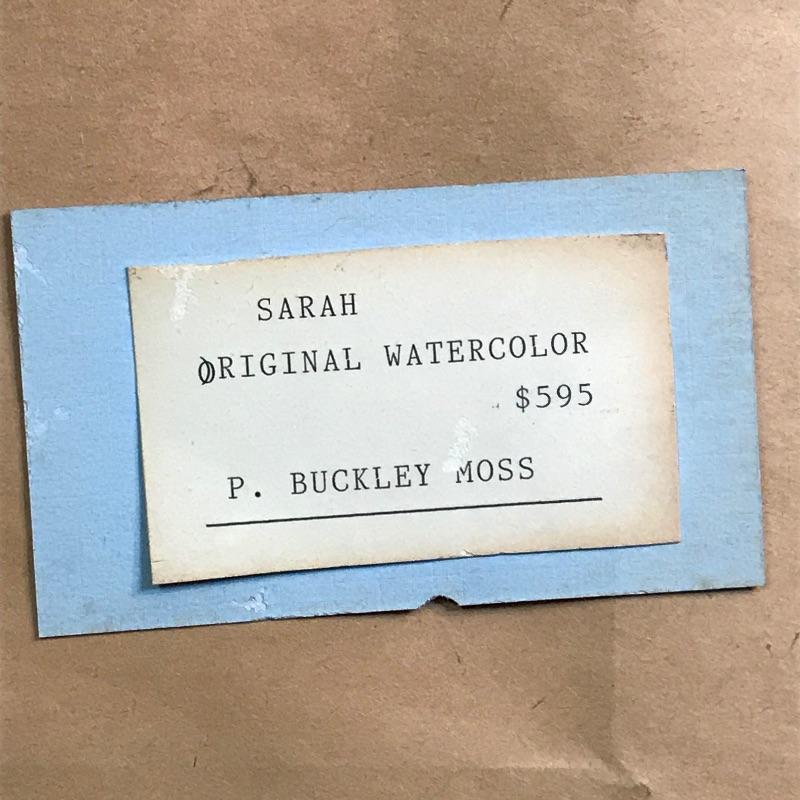 SARAH
ORIGINAL WATERCOLOR
$595
P. BUCKLEY MOSS